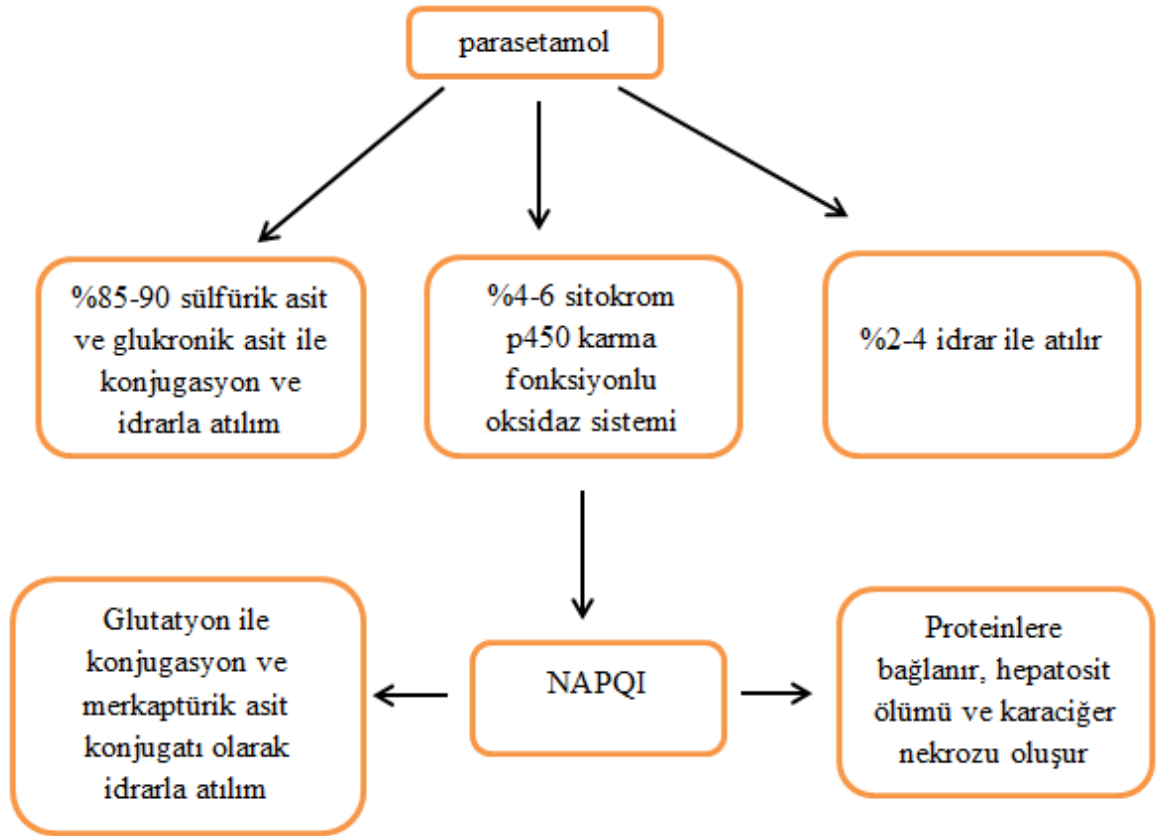 parasetamol
%85-90 sülfürik asit
ve glukronik asit ile
konjugasyon ve
idrarla atılım
%4-6 sitokrom
p450 karma
fonksiyonlu
oksidaz sistemi
%2-4 idrar ile atılır
Glutatyon ile
konjugasyon ve
merkaptürik asit
konjugatı olarak
idrarla atılım
NAPQI
Proteinlere
bağlanır, hepatosit
ölümü ve karaciğer
nekrozu oluşur